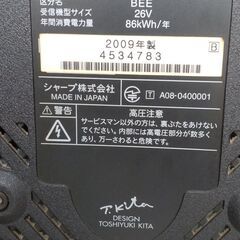 区分名 BEE
受信機型サイズ 26V
年間消費電力量 86kWh/年
2009年製
B
4534783
シャープ株式会社
MADE IN JAPAN
T A08-0400001
高圧注意
サービスマン以外の方は、裏ぶたをあけないで
ください。内部には高電圧部分が数多く
あり、万一さわると危険です。
T. Kita
DESIGN
TOSHIYUKI KITA